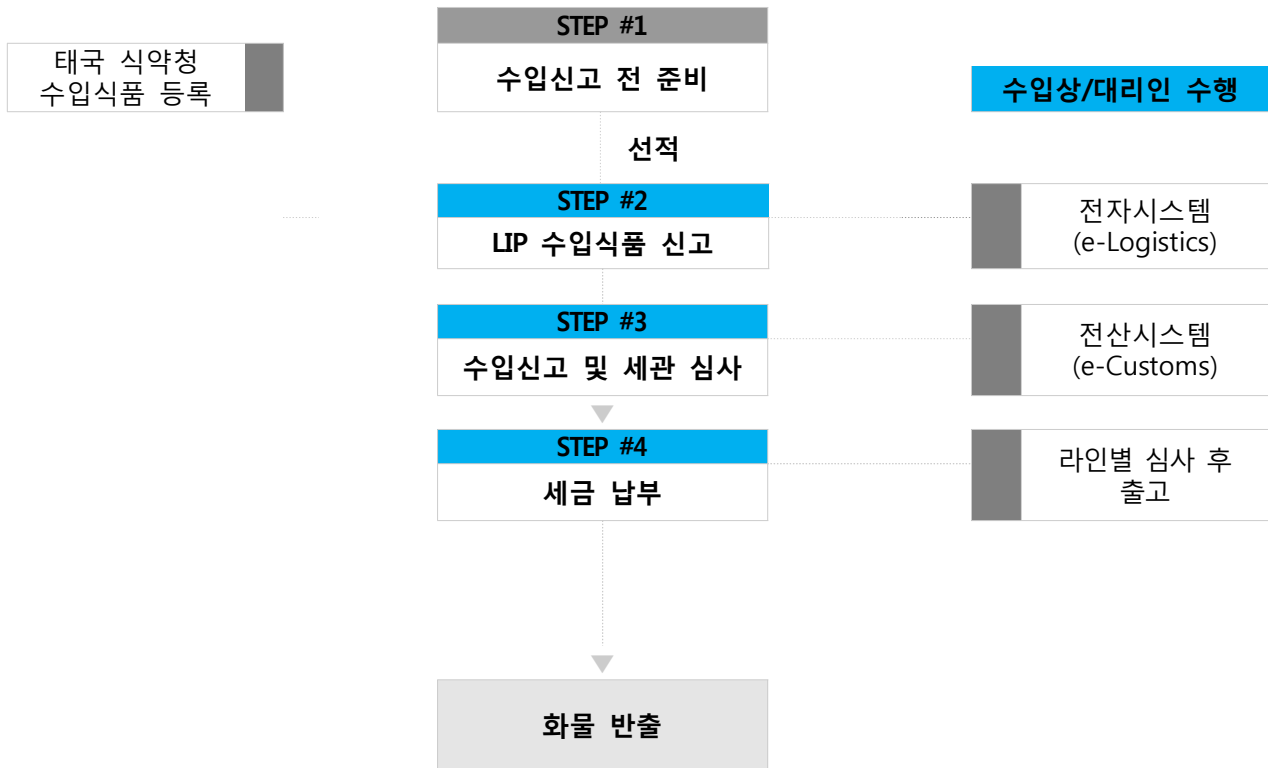 STEP #1
수입신고 전 준비
태국 식약청
수입식품 등록
수입상/대리인 수행
선적
STEP #2
LIP 수입식품 신고
전자시스템
(e-Logistics)
STEP #3
수입신고 및 세관 심사
전산시스템
(e-Customs)
STEP #4
세금 납부
라인별 심사 후
출고
화물 반출